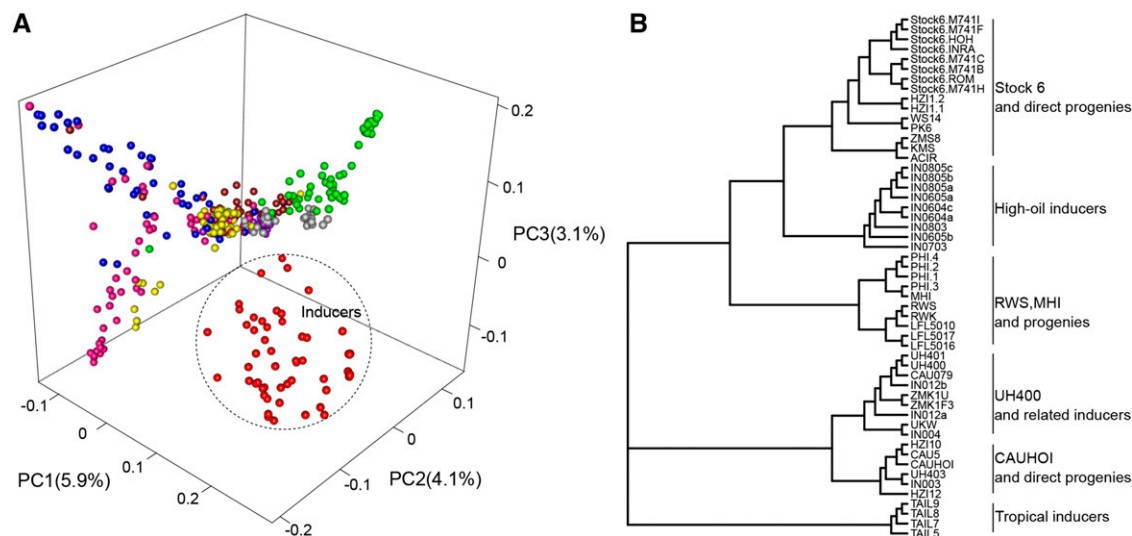 A
0.2
0.1
PC3(3.1%)
0
-0.1
Inducers
-0.1
0
0.1
0.2
PC1(5.9%)
0.1
0
-0.1
-0.2
PC2(4.1%)
B
Stock6.M741I
Stock6.M741F
Stock6.HOH
Stock6.INRA
Stock6.M741C
Stock6.M741B
Stock6.ROM
Stock6.M741H
HZI1.2
HZI1.1
WS14
PK6
ZMS8
KMS
ACIR
Stock 6
and direct progenies
IN0805c
IN0805b
IN0805a
IN0605a
IN0604c
IN0604a
IN0803
IN0605b
IN0703
High-oil inducers
PHI.4
PHI.2
PHI.1
PHI.3
MHI
RWS
RWK
LFL5010
LFL5017
LFL5016
RWS,MHI
and progenies
UH401
UH400
CAU079
IN012b
ZMK1U
ZMK1F3
IN012a
UKW
IN004
UH400
and related inducers
HZI10
CAU5
CAUHOI
UH403
IN003
HZI12
CAUHOI
and direct progenies
TAIL9
TAIL8
TAIL7
TAIL5
Tropical inducers